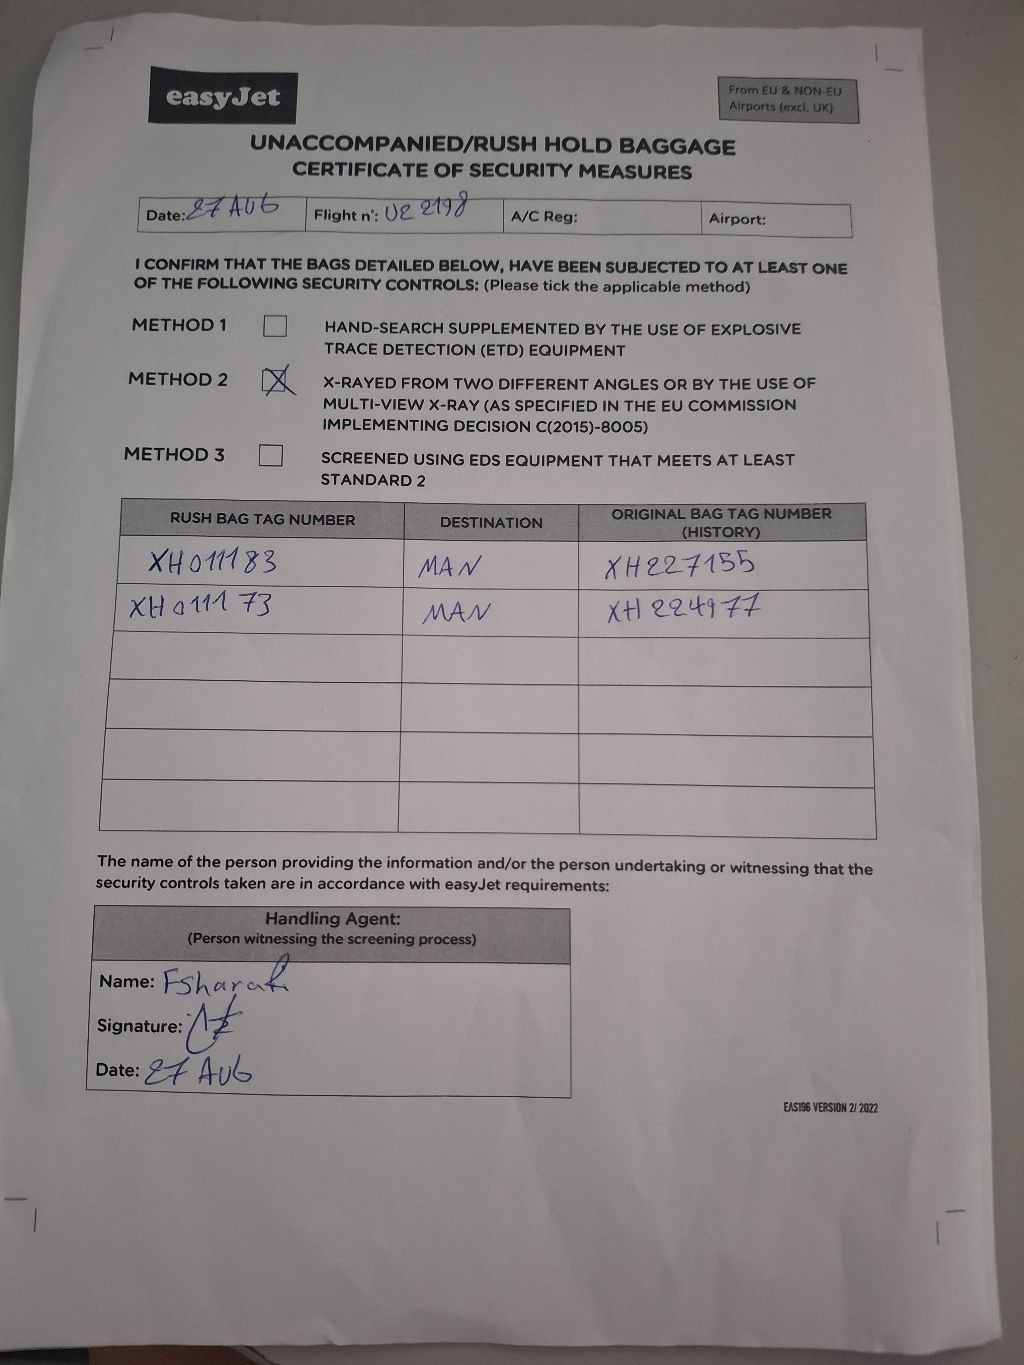 easyJet
From EU & NON-EU
Airports (excl. UK)
UNACCOMPANIED/RUSH HOLD BAGGAGE
CERTIFICATE OF SECURITY MEASURES
Date: 27 AUG Flight n°: U2 2198 A/C Reg: Airport:
I CONFIRM THAT THE BAGS DETAILED BELOW, HAVE BEEN SUBJECTED TO AT LEAST ONE
OF THE FOLLOWING SECURITY CONTROLS: (Please tick the applicable method)
METHOD 1 HAND-SEARCH SUPPLEMENTED BY THE USE OF EXPLOSIVE
TRACE DETECTION (ETD) EQUIPMENT
METHOD 2 X X-RAYED FROM TWO DIFFERENT ANGLES OR BY THE USE OF
MULTI-VIEW X-RAY (AS SPECIFIED IN THE EU COMMISSION
IMPLEMENTING DECISION C(2015)-8005)
METHOD 3 SCREENED USING EDS EQUIPMENT THAT MEETS AT LEAST
STANDARD 2
RUSH BAG TAG NUMBER DESTINATION ORIGINAL BAG TAG NUMBER
(HISTORY)
XH011183 MAN XH227155
XH011173 MAN XH224977
The name of the person providing the information and/or the person undertaking or witnessing that the
security controls taken are in accordance with easyJet requirements:
Handling Agent:
(Person witnessing the screening process)
Name:
Signature:
Date: 27 AUG
EAS196 VERSION 2/ 2022